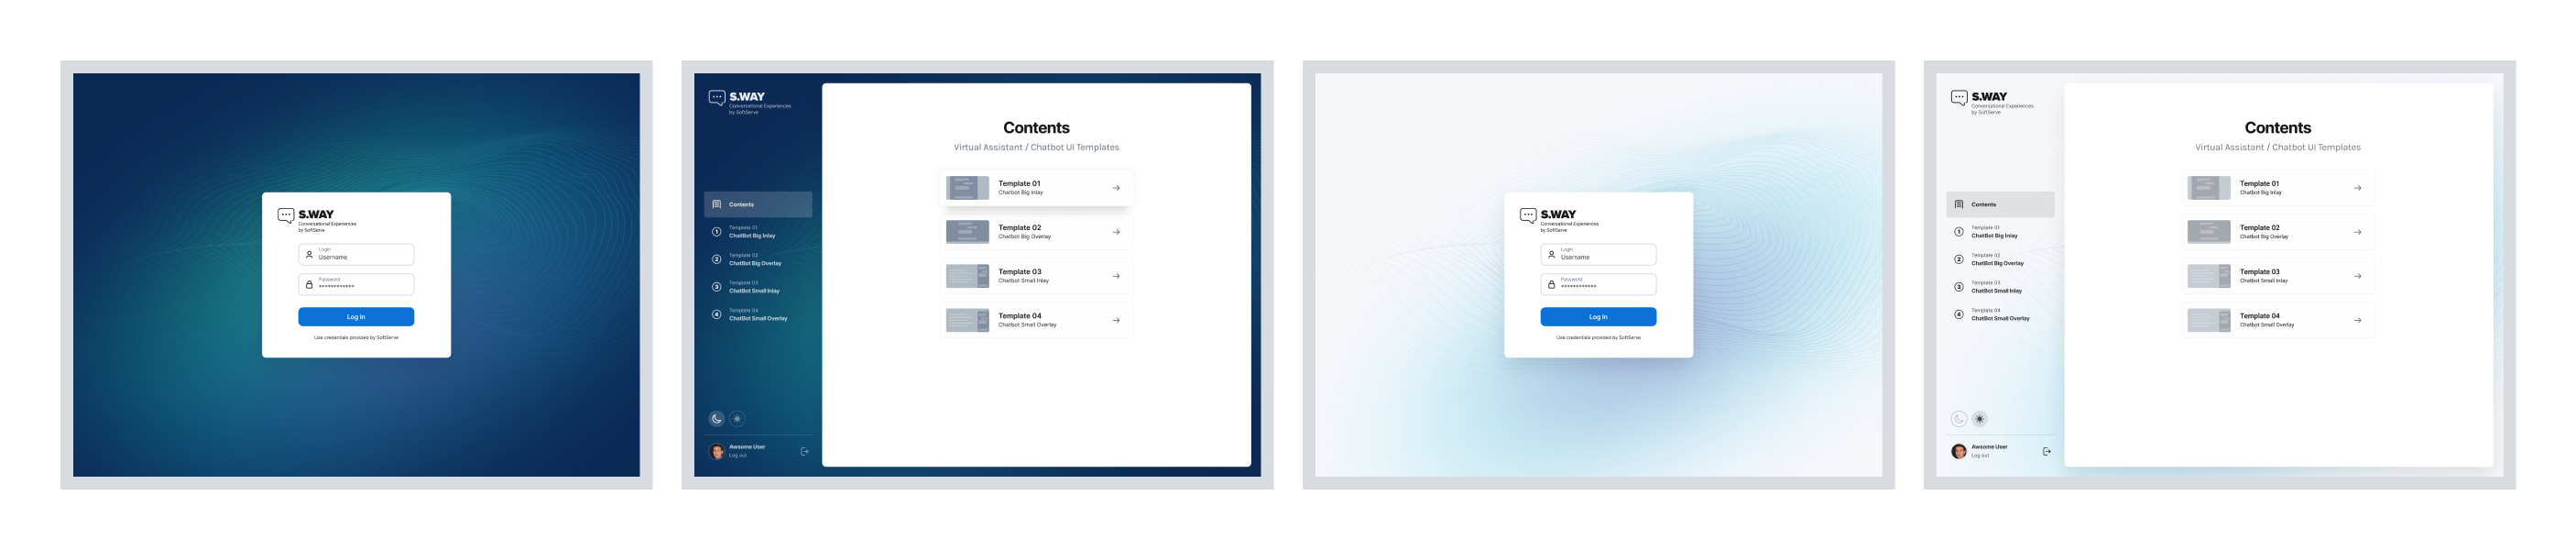 S.WAY
Conversational Experiences
by SoftServe
Login
Username
Password
Log In
Use credentials provided by SoftServe
S.WAY
Conversational Experiences
by SoftServe
Contents
Template 01
ChatBot Big Inlay
Template 02
ChatBot Big Overlay
Template 03
ChatBot Small Inlay
Template 04
ChatBot Small Overlay
Awsome User
Log out
Contents
Virtual Assistant / Chatbot UI Templates
Template 01
Chatbot Big Inlay
Template 02
Chatbot Big Overlay
Template 03
Chatbot Small Inlay
Template 04
Chatbot Small Overlay
S.WAY
Conversational Experiences
by SoftServe
Login
Username
Password
Log In
Use credentials provided by SoftServe
S.WAY
Conversational Experiences
by SoftServe
Contents
1
Template 01
ChatBot Big Inlay
2
Template 02
ChatBot Big Overlay
3
Template 03
ChatBot Small Inlay
4
Template 04
ChatBot Small Overlay
Awsome User
Log out
Contents
Virtual Assistant / Chatbot UI Templates
Template 01
Chatbot Big Inlay
Template 02
Chatbot Big Overlay
Template 03
Chatbot Small Inlay
Template 04
Chatbot Small Overlay